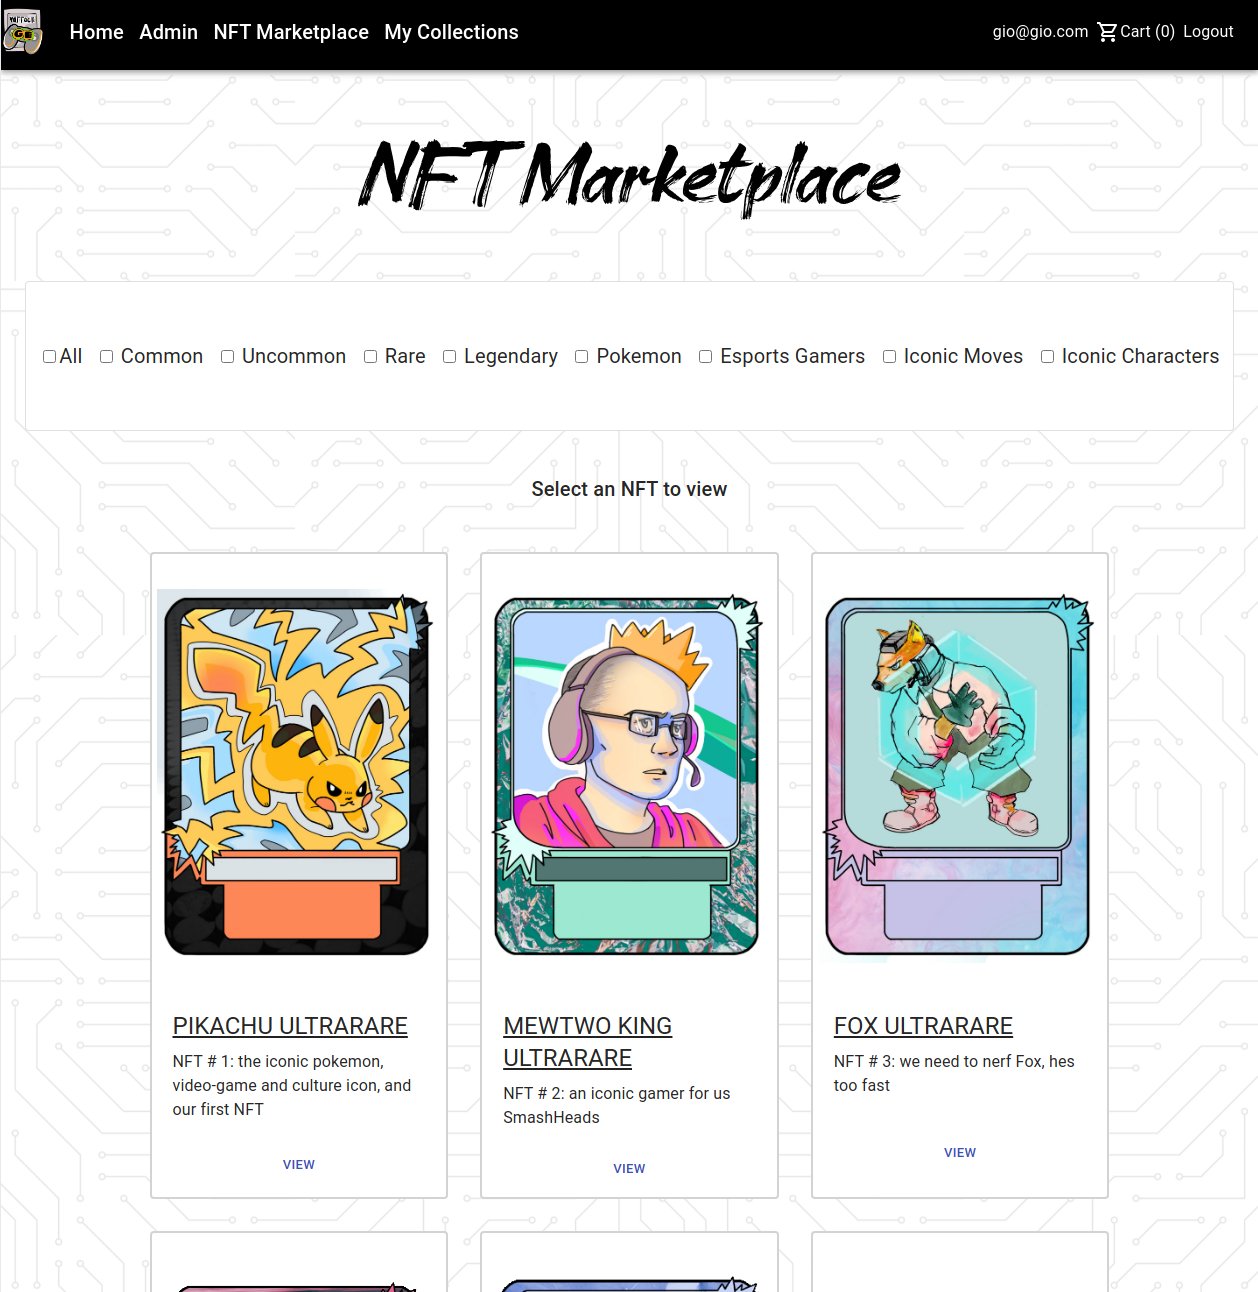 Home Admin NFT Marketplace My Collections gio@gio.com Cart (0) Logout
NFT Marketplace
All Common Uncommon Rare Legendary Pokemon Esports Gamers Iconic Moves Iconic Characters
Select an NFT to view
PIKACHU ULTRARARE
NFT # 1: the iconic pokemon,
video-game and culture icon, and
our first NFT
VIEW
MEWTWO KING
ULTRARARE
NFT # 2: an iconic gamer for us
SmashHeads
VIEW
FOX ULTRARARE
NFT # 3: we need to nerf Fox, hes
too fast
VIEW